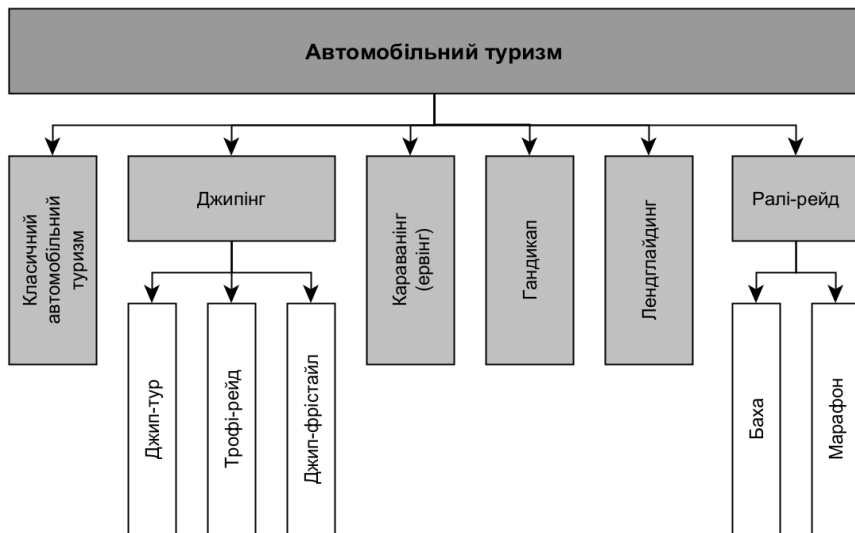 Автомобільний туризм
Класичний
автомобільний
туризм
Джипінг
Караванінг
(ервінг)
Гандикап
Лендглайдинг
Ралі-рейд
Джип-тур
Трофі-рейд
Джип-фрістайл
Баха
Марафон